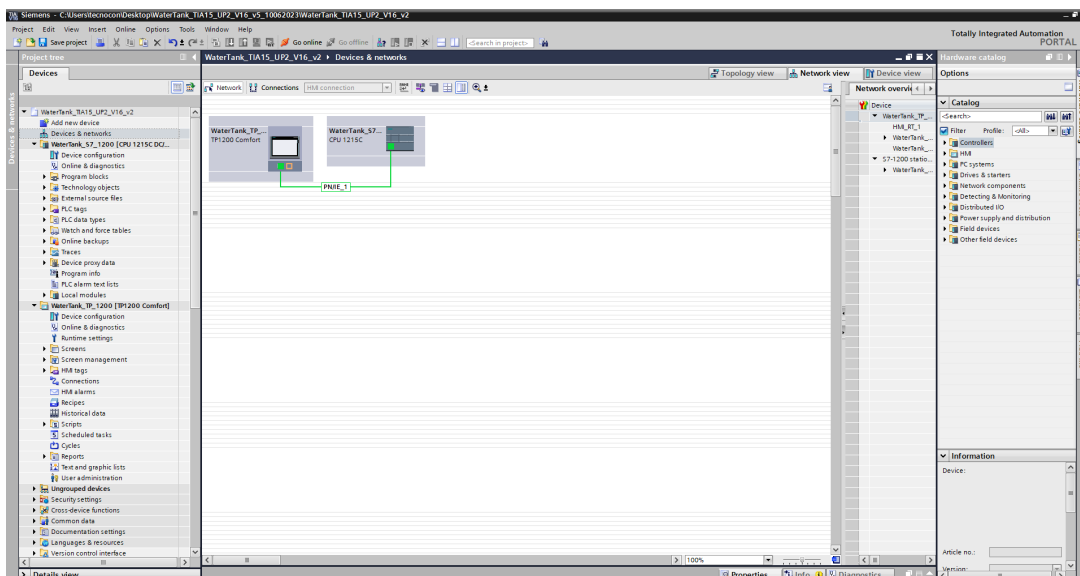 Siemens - C:\Users\tecnocon\Desktop\WaterTank_TIA15_UP2_V16_v5_10062023\WaterTank_TIA15_UP2_V16_v2
Project Edit View Insert Online Options Tools Window Help
Totally Integrated Automation
PORTAL
Save project
Go online
Go offline
<Search in project>
Project tree
WaterTank_TIA15_UP2_V16_v2 ▸ Devices & networks
Hardware catalog
Devices
Topology view
Network view
Device view
Options
Network
Connections
HMI connection
Network overvie
Devices & networks
WaterTank_TIA15_UP2_V16_v2
Add new device
Devices & networks
WaterTank_S7_1200 [CPU 1215C DC/...
Device configuration
Online & diagnostics
Program blocks
Technology objects
External source files
PLC tags
PLC data types
Watch and force tables
Online backups
Traces
Device proxy data
Program info
PLC alarm text lists
Local modules
WaterTank_TP_1200 [TP1200 Comfort]
Device configuration
Online & diagnostics
Runtime settings
Screens
Screen management
HMI tags
Connections
HMI alarms
Recipes
Historical data
Scripts
Scheduled tasks
Cycles
Reports
Text and graphic lists
User administration
Ungrouped devices
Security settings
Cross-device functions
Common data
Documentation settings
Languages & resources
Version control interface
Details view
WaterTank_TP_...
TP1200 Comfort
WaterTank_S7...
CPU 1215C
PN/IE_1
100%
Properties
Info
Diagnostics
Device
WaterTank_TP_...
HMI_RT_1
WaterTank_...
WaterTank_...
S7-1200 statio...
WaterTank_...
Catalog
<Search>
Filter
Profile:
<All>
Controllers
HMI
PC systems
Drives & starters
Network components
Detecting & Monitoring
Distributed I/O
Power supply and distribution
Field devices
Other field devices
Information
Device:
Article no.:
Version: